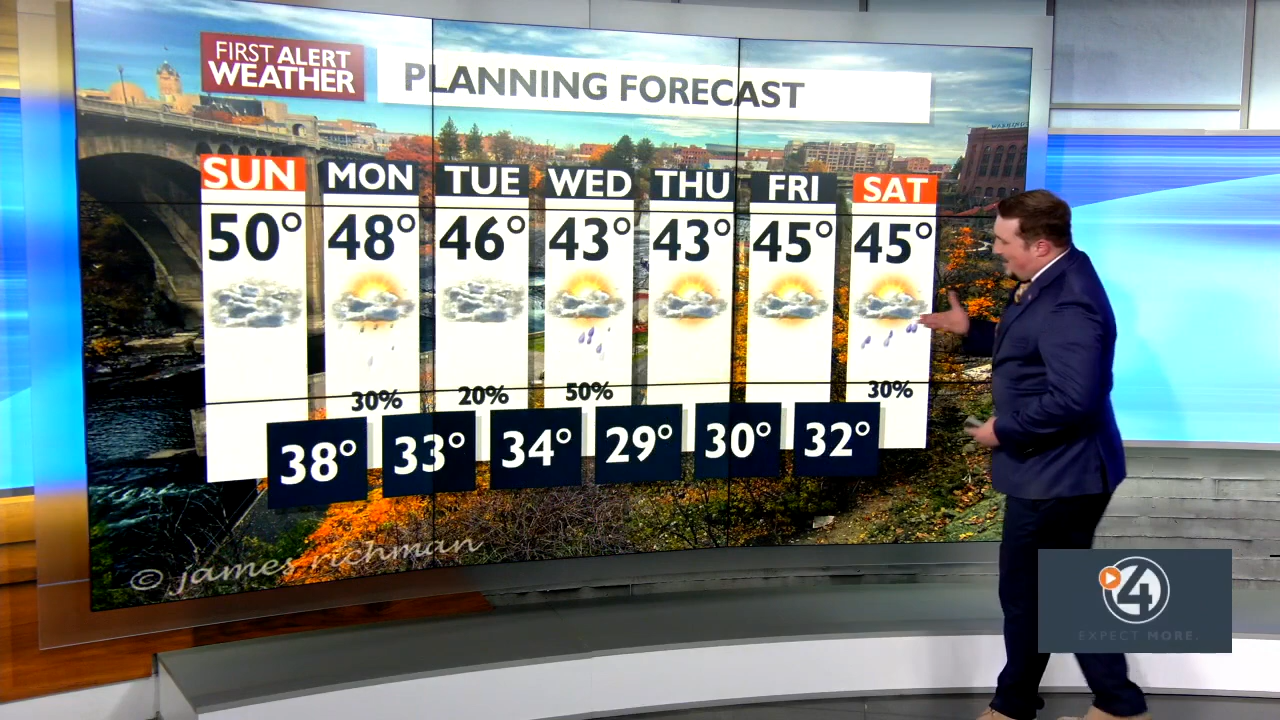 FIRST ALERT
WEATHER
PLANNING FORECAST
SUN MON TUE WED THU FRI SAT
50° 48° 46° 43° 43° 45° 45°
30% 20% 50% 30%
38° 33° 34° 29° 30° 32°
© james richman
4
EXPECT MORE.